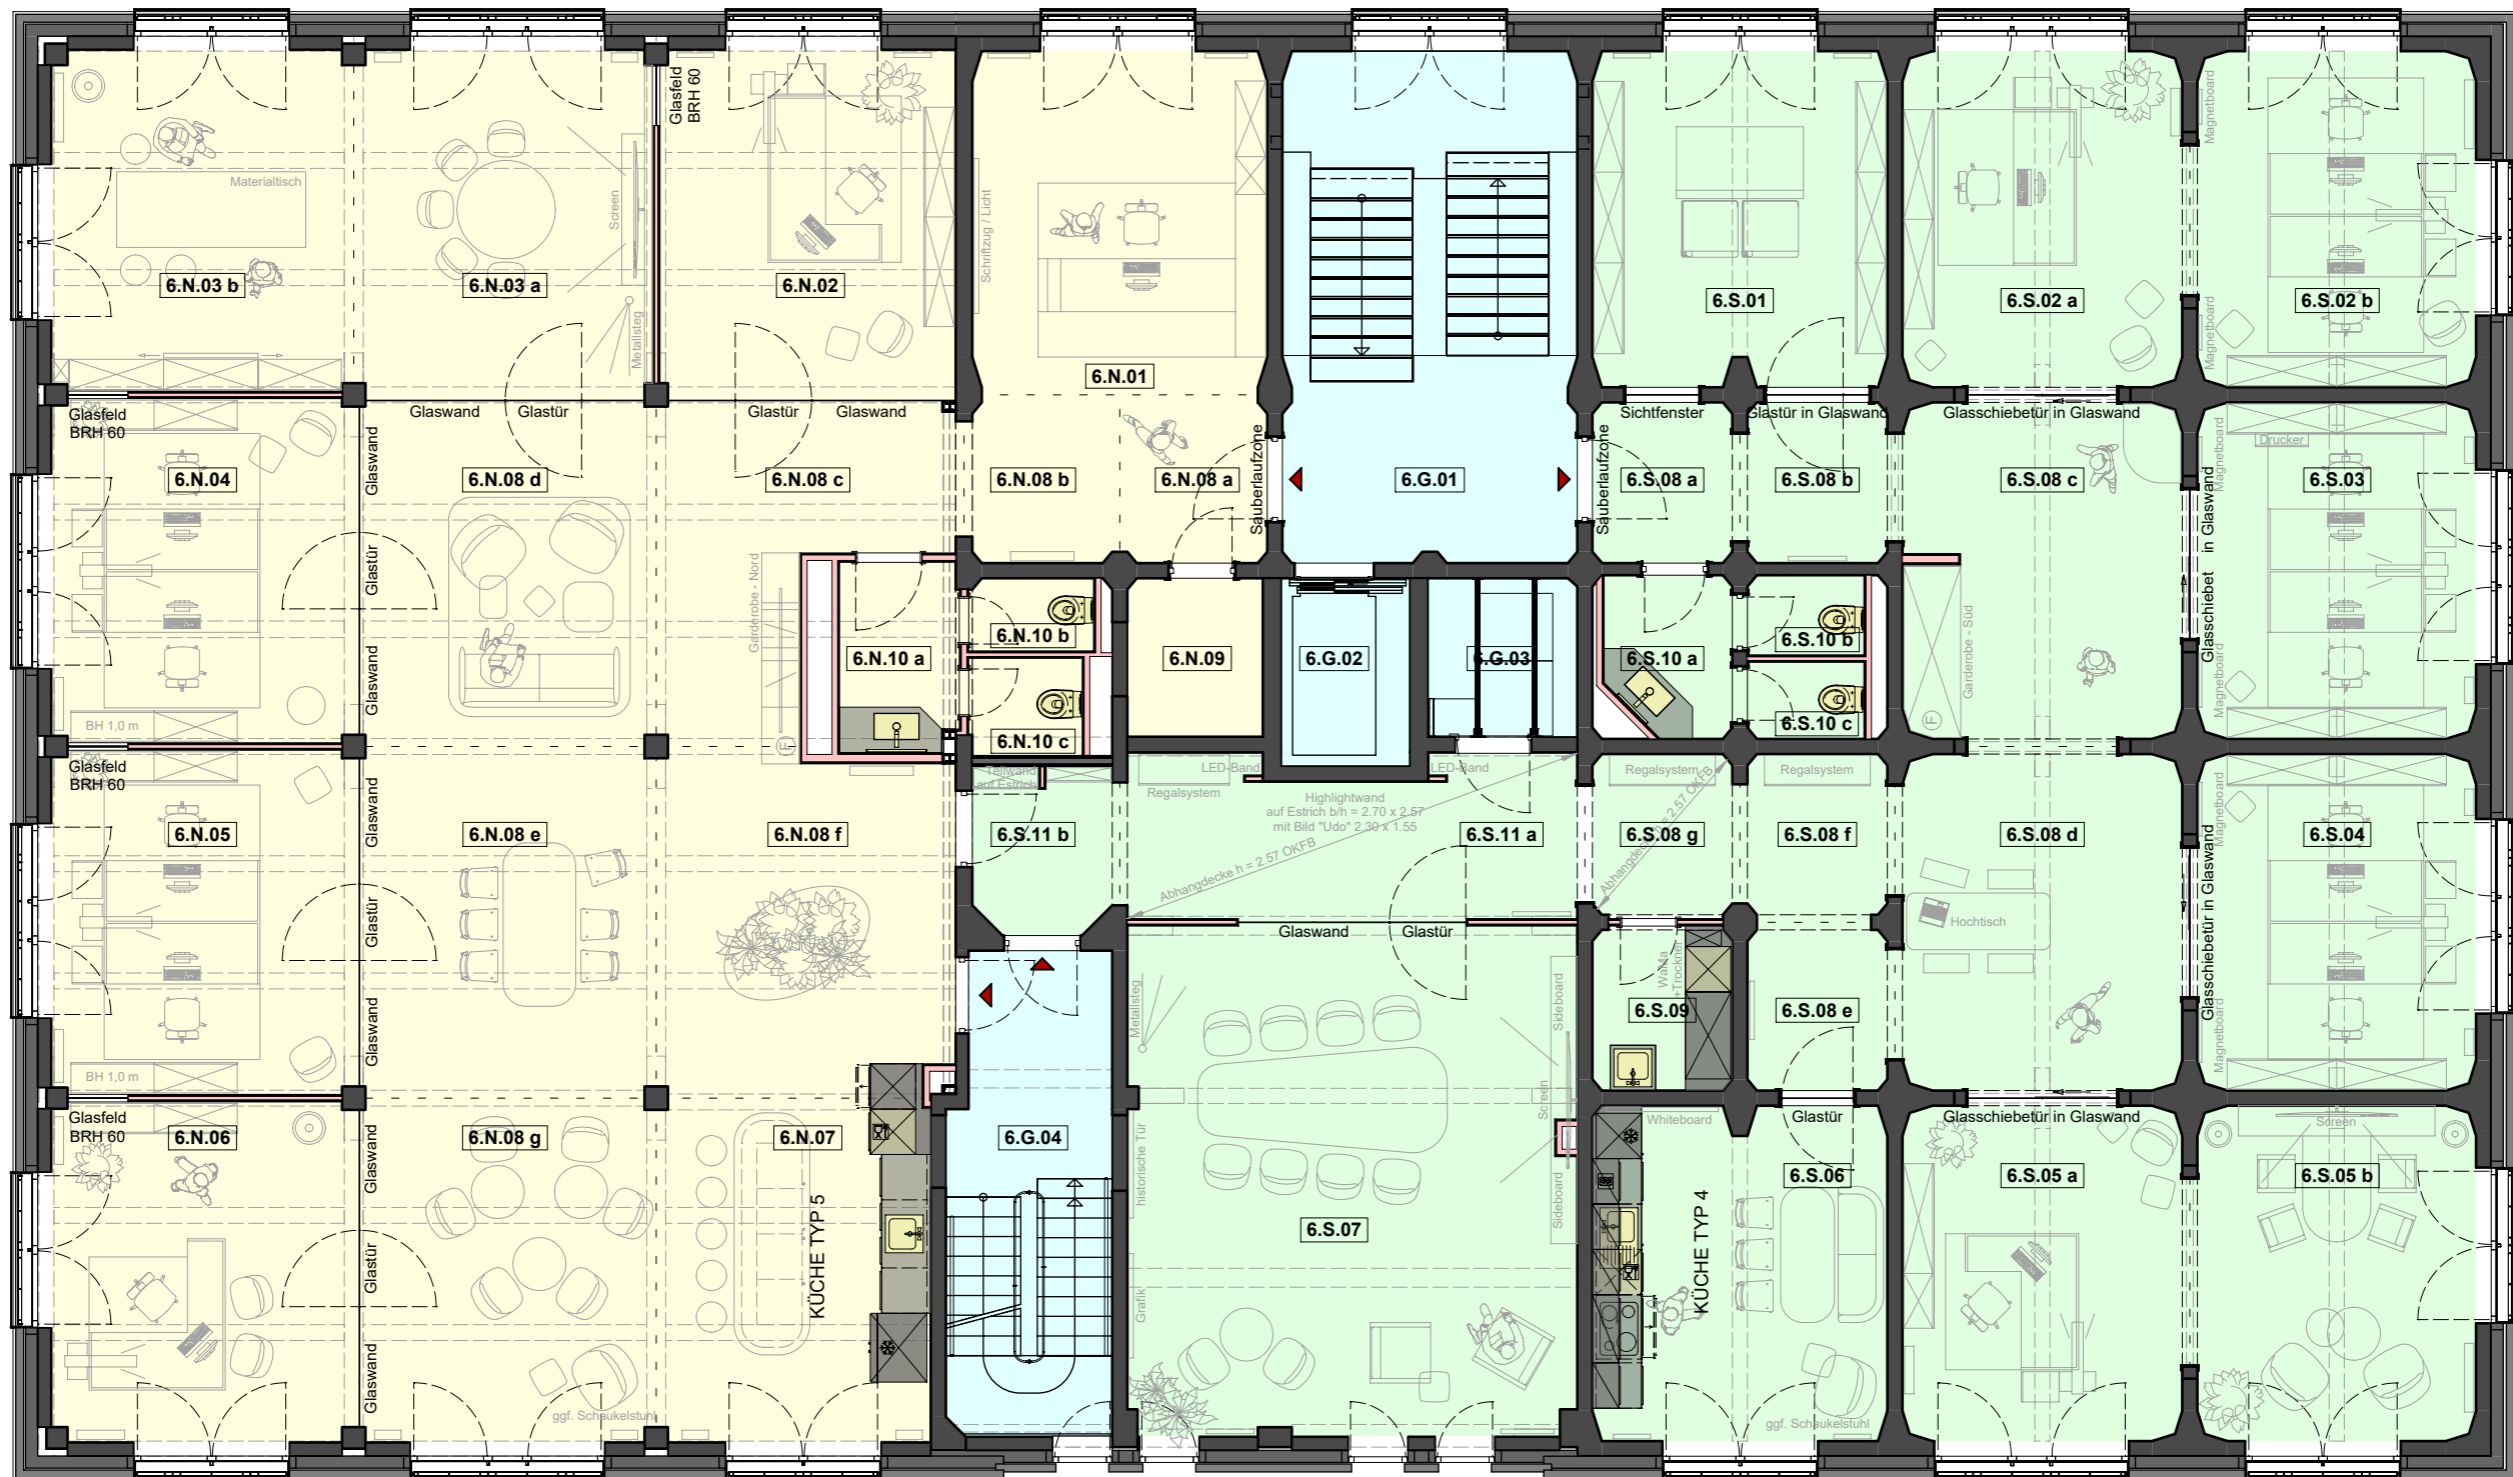 Glasfeld
BRH 60
Materialtisch
Screen
Schriftzug / Licht
Magnetboard
6.N.03 b
6.N.03 a
6.N.02
6.S.01
6.S.02 a
6.S.02 b
Metallsteg
Magnetboard
Magnetboard
6.N.01
Glasfeld
BRH 60
Glaswand
Glastür
Glastür
Glaswand
Sichtfenster
Glastür in Glaswand
Glasschiebetür in Glaswand
Drucker
Glaswand
Sauberlaufzone
Sauberlaufzone
Magnetboard
6.N.04
6.N.08 d
6.N.08 c
6.N.08 b
6.N.08 a
6.G.01
6.S.08 a
6.S.08 b
6.S.08 c
6.S.03
Glasschiebet
in Glaswand
Glastür
Garderobe - Nord
6.N.10 b
6.S.10 b
6.N.10 a
6.N.09
6.G.02
6.G.03
6.S.10 a
Garderobe - Süd
Glaswand
Magnetboard
F
BH 1,0 m
6.N.10 c
6.S.10 c
F
Glasfeld
BRH 60
Teilwand
auf Estrich
LED-Band
LED-Band
Regalsystem
Regalsystem
Regalsystem
Highlightwand
auf Estrich b/h = 2.70 x 2.57
mit Bild "Udo" 2.30 x 1.55
Magnetboard
Glaswand
6.N.05
6.N.08 e
6.N.08 f
6.S.11 b
6.S.11 a
6.S.08 g
6.S.08 f
6.S.08 d
6.S.04
Abhangdecke h = 2.57 OKFB
Abhangdecke h = 2.57 OKFB
Glastür
Glaswand
Glastür
Hochtisch
Glasschiebetür in Glaswand
WaMa
+Trockner
Metallsteg
Sideboard
6.S.09
6.S.08 e
Glaswand
Magnetboard
BH 1,0 m
Screen
Glasfeld
BRH 60
Whiteboard
Glastür
Glasschiebetür in Glaswand
Screen
6.N.06
6.N.08 g
6.N.07
6.G.04
Glaswand
historische Tür
Sideboard
6.S.06
6.S.05 a
6.S.05 b
6.S.07
KÜCHE TYP 5
KÜCHE TYP 4
Glastür
Grafik
Glaswand
ggf. Schaukelstuhl
ggf. Schaukelstuhl